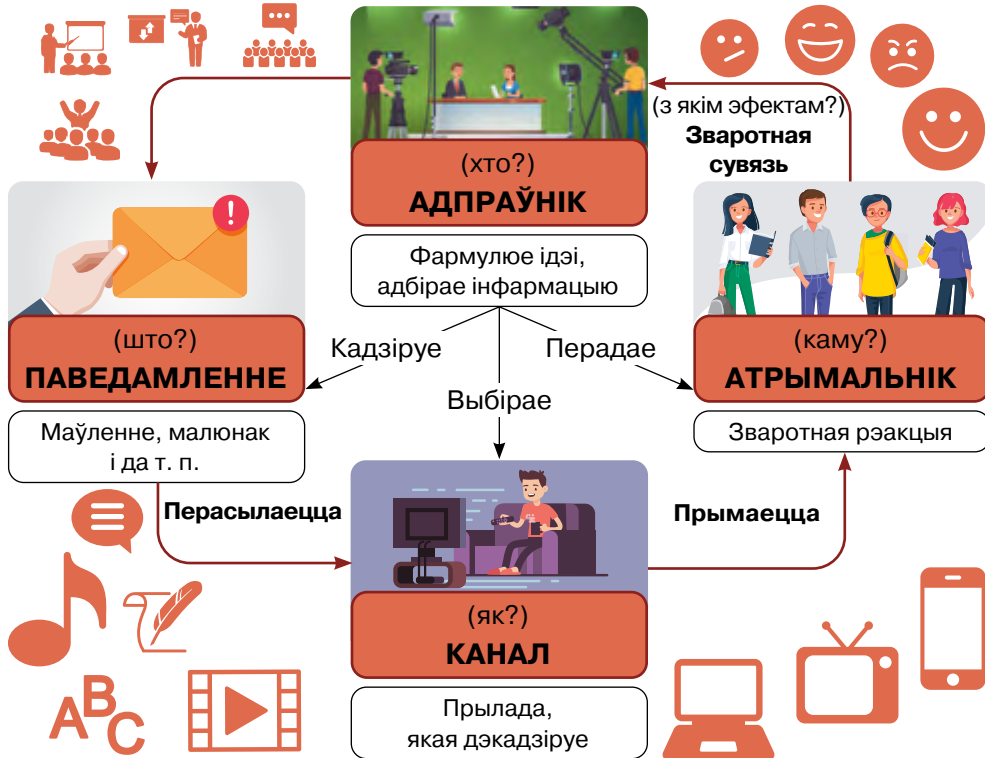 (з якім эфектам?)
Зваротная
сувязь
(хто?)
АДПРАЎНІК
Фармулюе ідэі,
адбірае інфармацыю
(што?)
ПАВЕДАМЛЕННЕ
Маўленне, малюнак
і да т. п.
Кадзіруе
Перадае
Выбірае
(каму?)
АТРЫМАЛЬНІК
Зваротная рэакцыя
Перасылаецца
Прымаецца
(як?)
КАНАЛ
Прылада,
якая дэкадзіруе
ABC